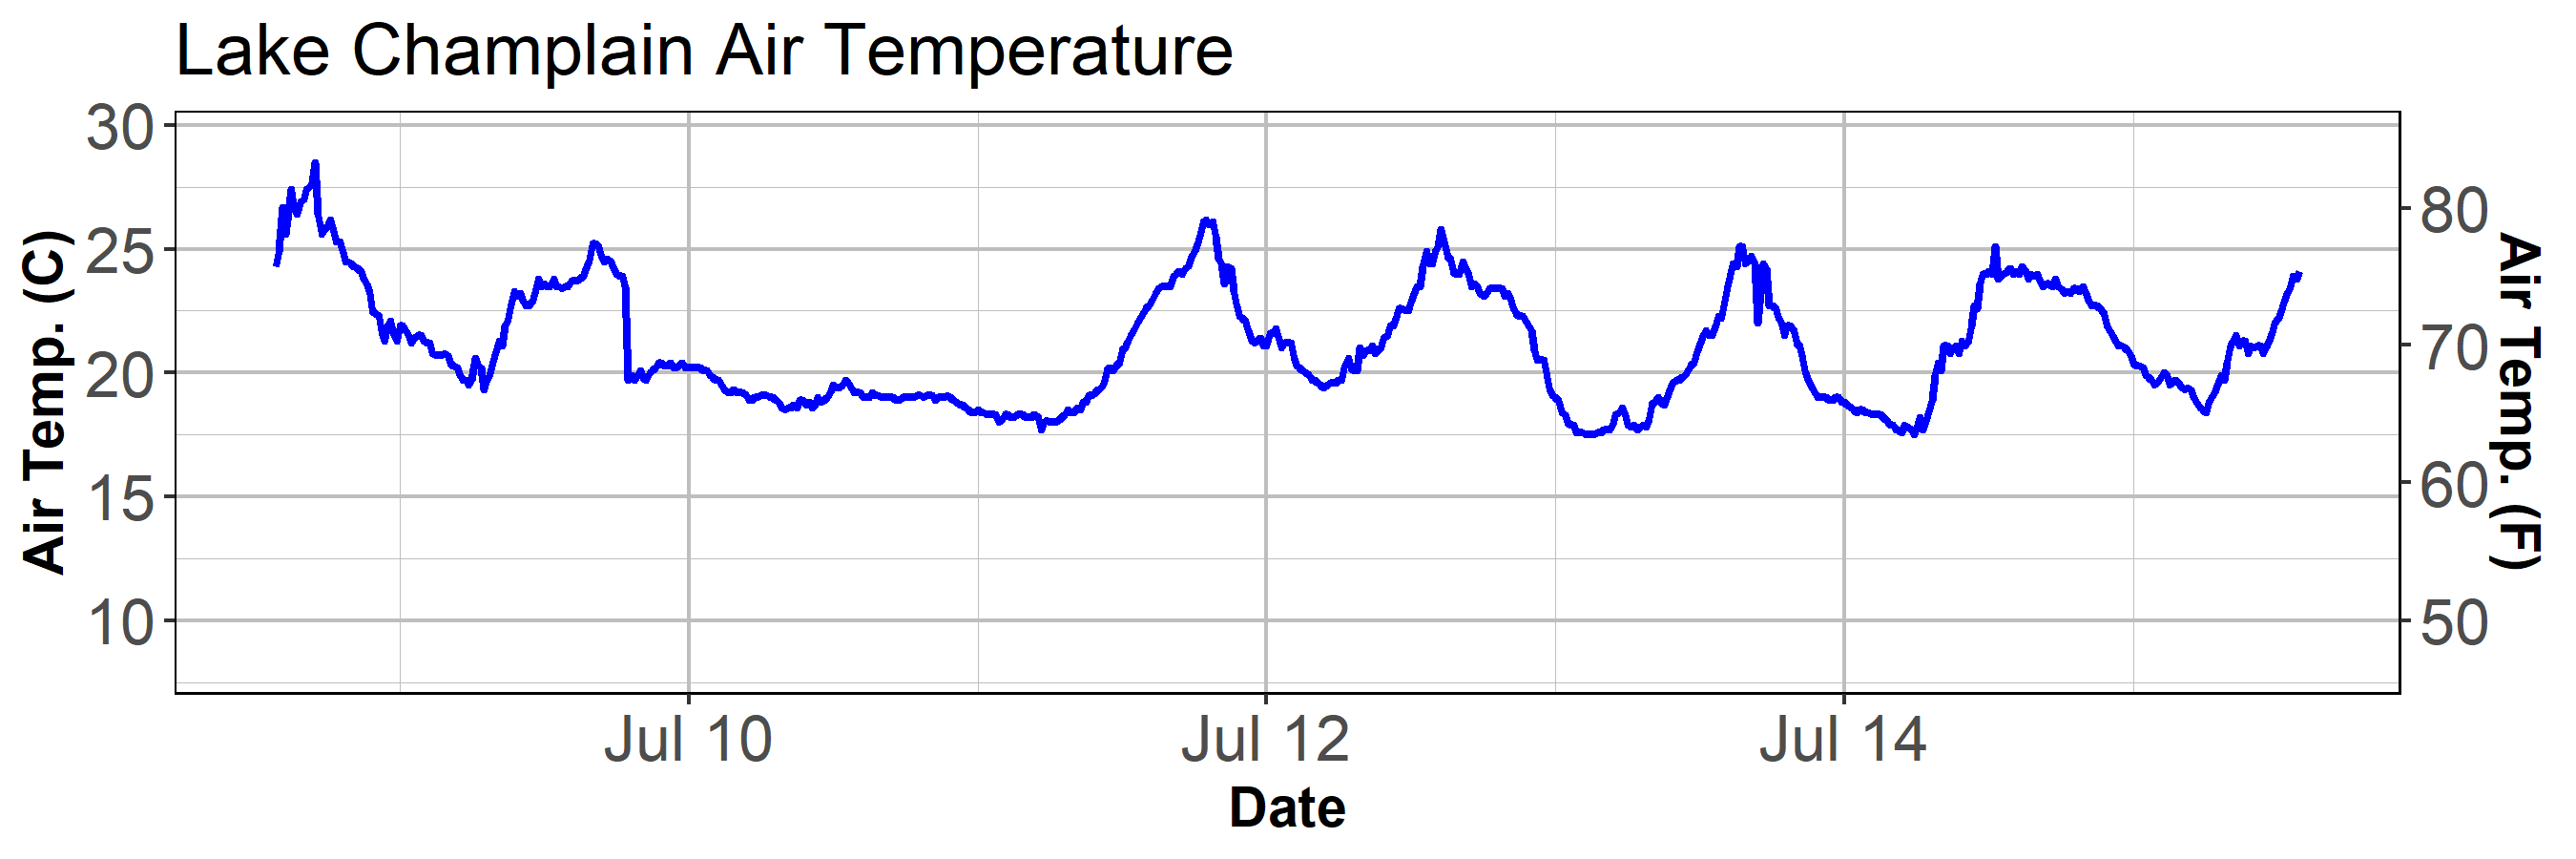 Lake Champlain Air Temperature
30
25
20
15
10
Air Temp. (C)
80
70
60
50
Air Temp. (F)
Jul 10
Jul 12
Jul 14
Date